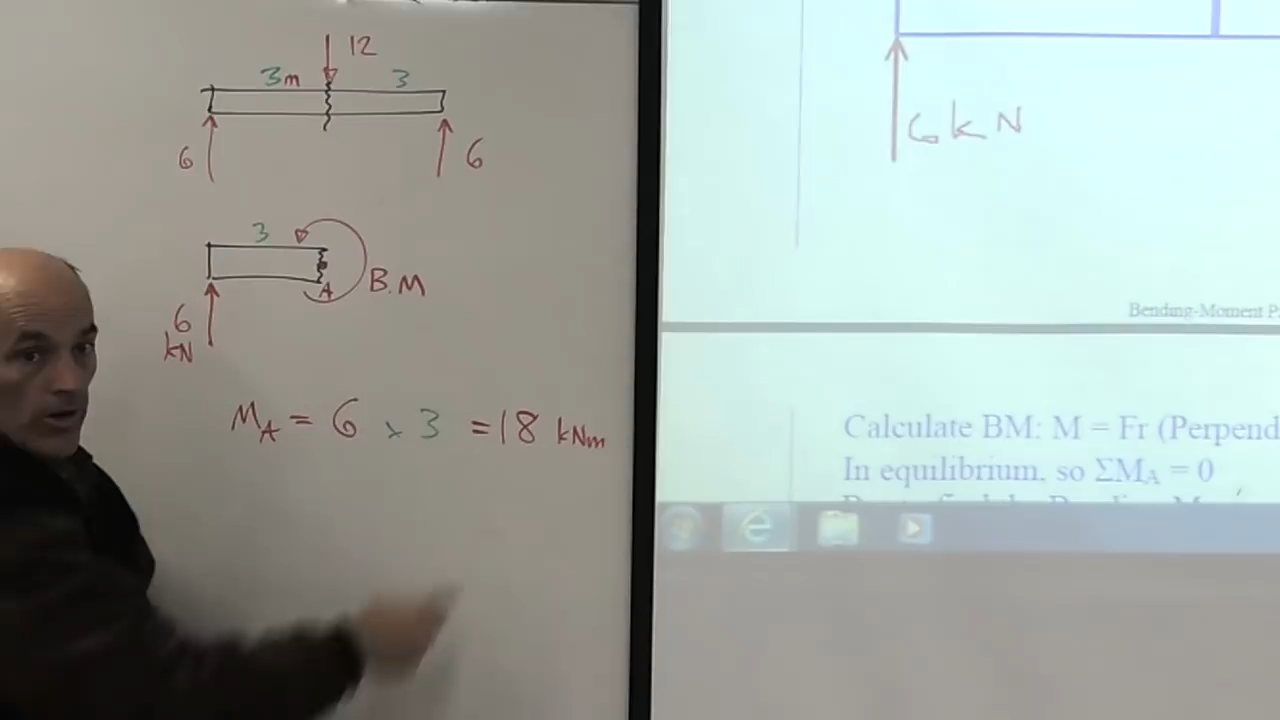 12
3m 3
6 6
3
A
B.M
6
kN
M_A = 6 x 3 = 18 kNm
6kN
Bending-Moment
Calculate BM: M = Fr (Perpend
In equilibrium, so ΣM_A = 0